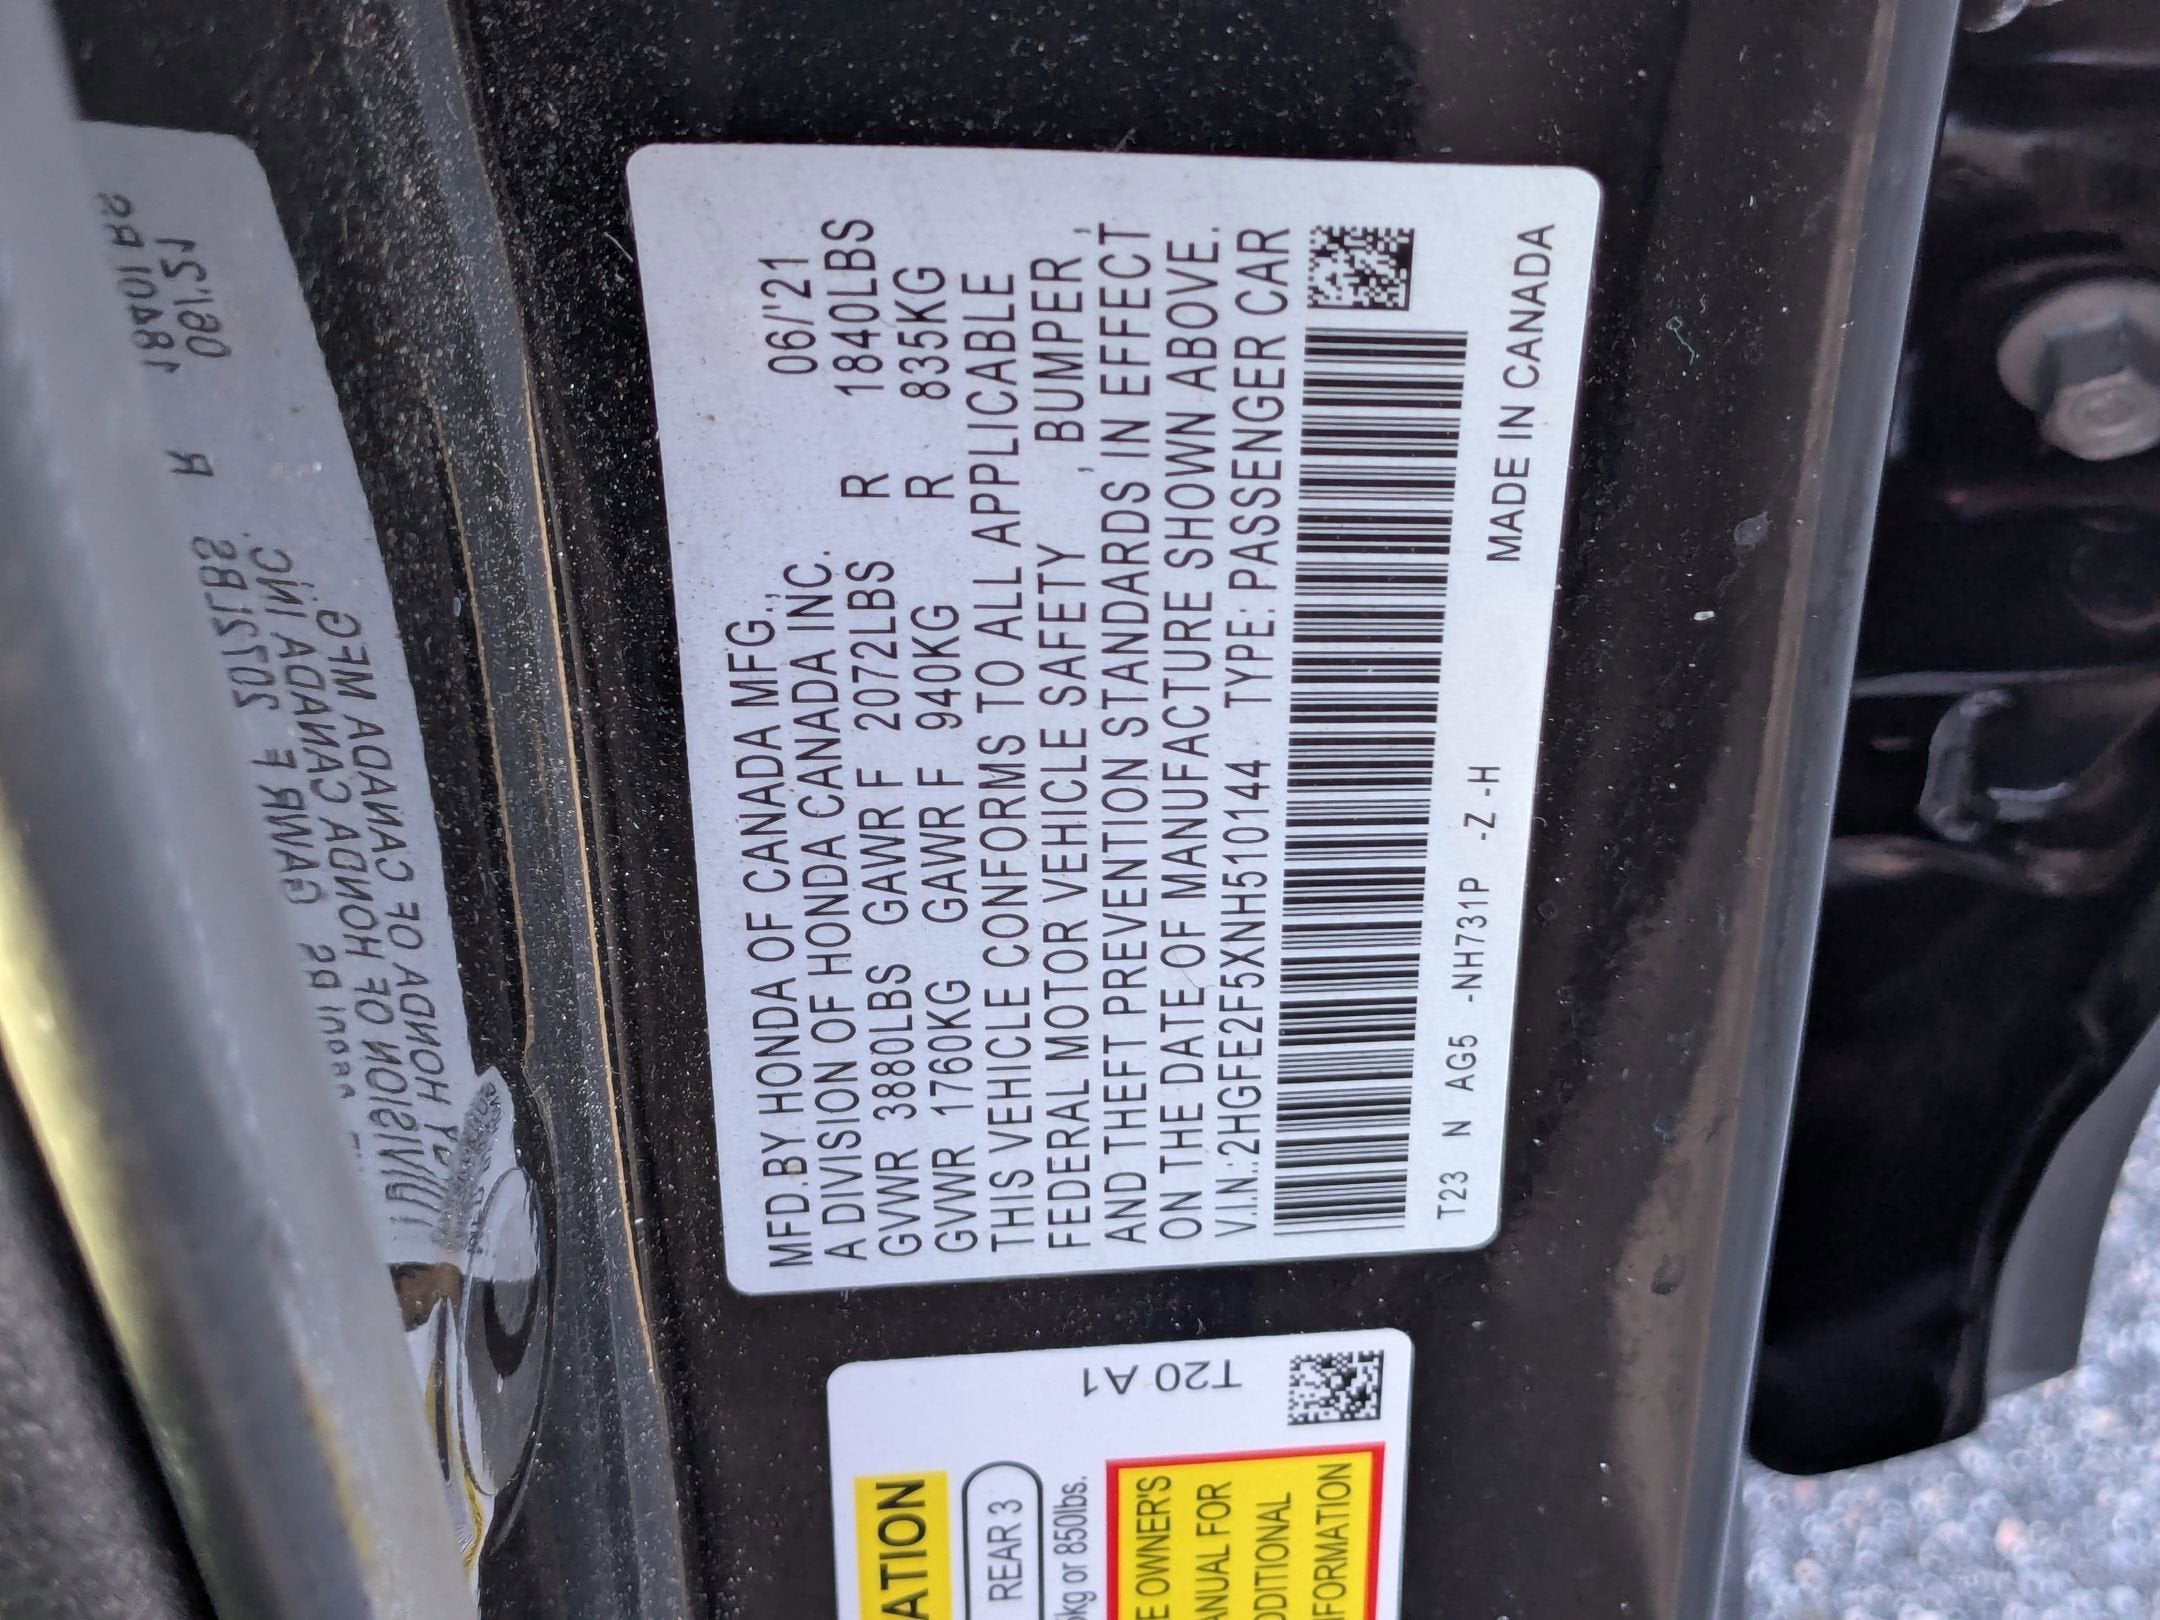 MFD.BY HONDA OF CANADA MFG.,
A DIVISION OF HONDA CANADA INC. 06/'21
GVWR 3880LBS GAWR F 2072LBS R 1840LBS
GVWR 1760KG GAWR F 940KG R 835KG
THIS VEHICLE CONFORMS TO ALL APPLICABLE
FEDERAL MOTOR VEHICLE SAFETY , BUMPER ,
AND THEFT PREVENTION STANDARDS IN EFFECT
ON THE DATE OF MANUFACTURE SHOWN ABOVE.
V.I.N.:2HGFE2F5XNH510144 TYPE: PASSENGER CAR
T23 N AG5 -NH731P -Z -H MADE IN CANADA
T20 A1
ATION
REAR 3
kg or 850lbs.
OWNER'S
FOR